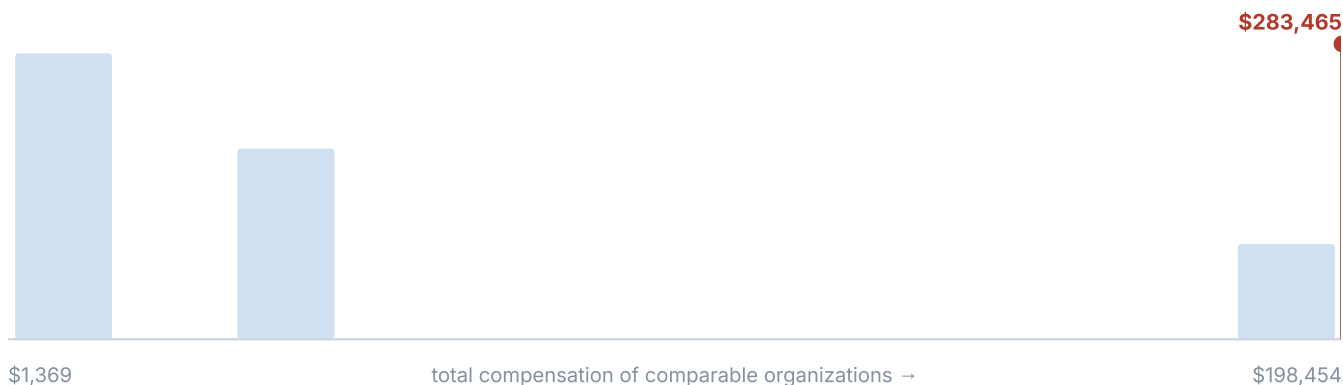 $283,465
$1,369 total compensation of comparable organizations → $198,454